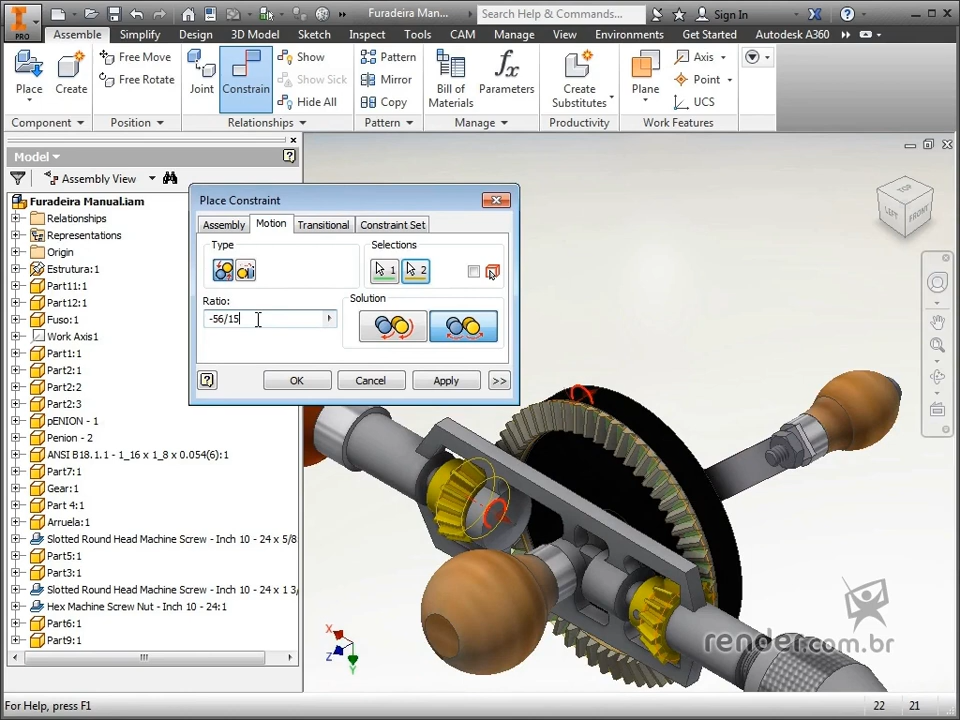 Furadeira Man...
Search Help & Commands...
Sign In
PRO
Assemble Simplify Design 3D Model Sketch Inspect Tools CAM Manage View Environments Get Started Autodesk A360
Place
Create
Free Move
Free Rotate
Joint
Constrain
Show
Show Sick
Hide All
Pattern
Mirror
Copy
Bill of
Materials
Parameters
Create
Substitutes
Plane
Axis
Point
UCS
Component
Position
Relationships
Pattern
Manage
Productivity
Work Features
Model
Assembly View
Furadeira Manual.iam
Relationships
Representations
Origin
Estrutura:1
Part11:1
Part12:1
Fuso:1
Work Axis1
Part1:1
Part2:1
Part2:2
Part2:3
pENION - 1
Penion - 2
ANSI B18.1.1 - 1_16 x 1_8 x 0.054(6):1
Part7:1
Gear:1
Part 4:1
Arruela:1
Slotted Round Head Machine Screw - Inch 10 - 24 x 5/8
Part5:1
Part3:1
Slotted Round Head Machine Screw - Inch 10 - 24 x 1 3/
Hex Machine Screw Nut - Inch 10 - 24:1
Part6:1
Part9:1
Place Constraint
Assembly Motion Transitional Constraint Set
Type
Selections
1
2
Ratio:
-56/15
Solution
OK
Cancel
Apply
>>
TOP
LEFT
FRONT
X
Z
Y
render.com.br
For Help, press F1
22
21